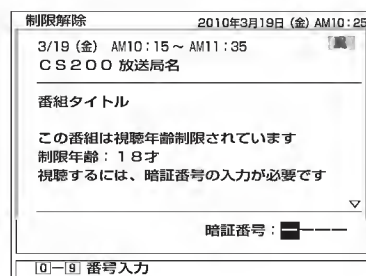 制限解除 2010年3月19日(金) AM10:25
3/19(金) AM10:15~AM11:35
CS200 放送局名
番組タイトル
この番組は視聴年齢制限されています
制限年齢:18才
視聴するには、暗証番号の入力が必要です
暗証番号:
0-9 番号入力